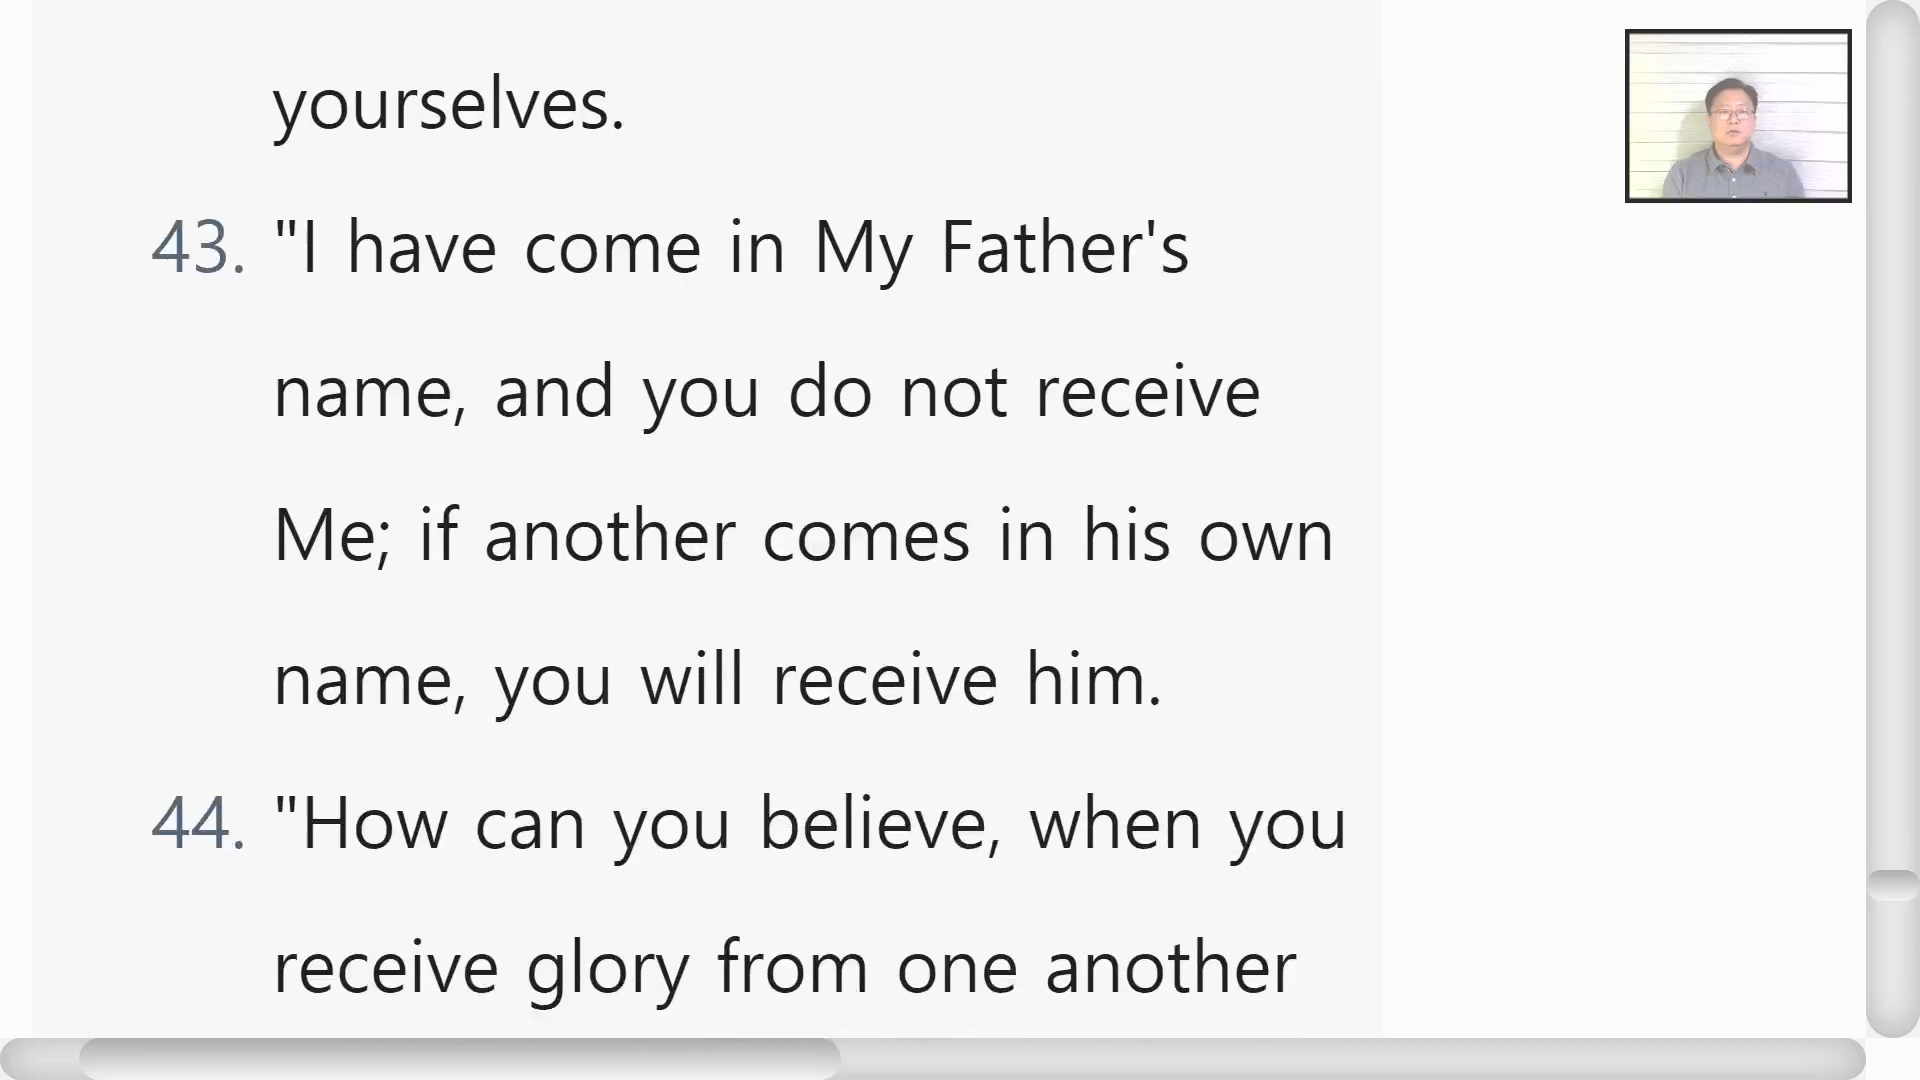 yourselves.
43. "I have come in My Father's
name, and you do not receive
Me; if another comes in his own
name, you will receive him.
44. "How can you believe, when you
receive glory from one another